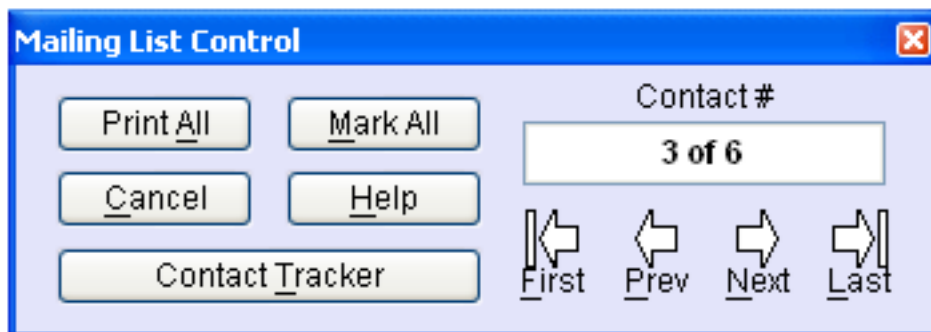 Mailing List Control
Print All
Mark All
Contact #
3 of 6
Cancel
Help
Contact Tracker
First
Prev
Next
Last